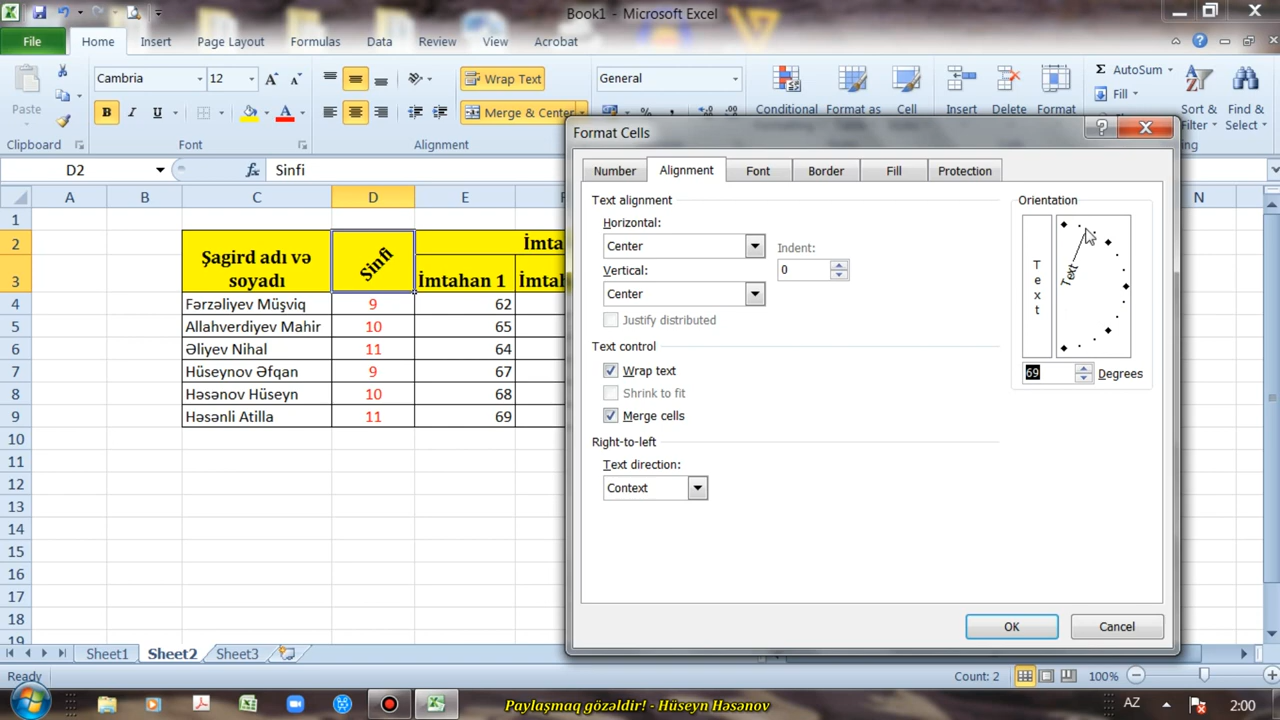 Book1 - Microsoft Excel
File Home Insert Page Layout Formulas Data Review View Acrobat
Paste
Cambria 12
B I U A
Wrap Text
Merge & Center
General
Conditional Format as Cell
Insert Delete Format
AutoSum
Fill
Sort & Find &
Filter Select
Clipboard Font Alignment
D2 fx Sinfi
A B C D E F N
1
2
3
Şagird adı və
soyadı
Sinfi
İmta
İmtahan 1 İmtah
4 Fərzəliyev Müşviq 9 62
5 Allahverdiyev Mahir 10 65
6 Əliyev Nihal 11 64
7 Hüseynov Əfqan 9 67
8 Həsənov Hüseyn 10 68
9 Həsənli Atilla 11 69
10
11
12
13
14
15
16
17
18
19
Format Cells
Number Alignment Font Border Fill Protection
Text alignment
Horizontal:
Center
Indent:
0
Vertical:
Center
Justify distributed
Text control
Wrap text
Shrink to fit
Merge cells
Right-to-left
Text direction:
Context
Orientation
Text
Text
69 Degrees
OK Cancel
Sheet1 Sheet2 Sheet3
Ready
Count: 2 100%
Paylaşmaq gözəldir! - Hüseyn Həsənov
AZ 2:00